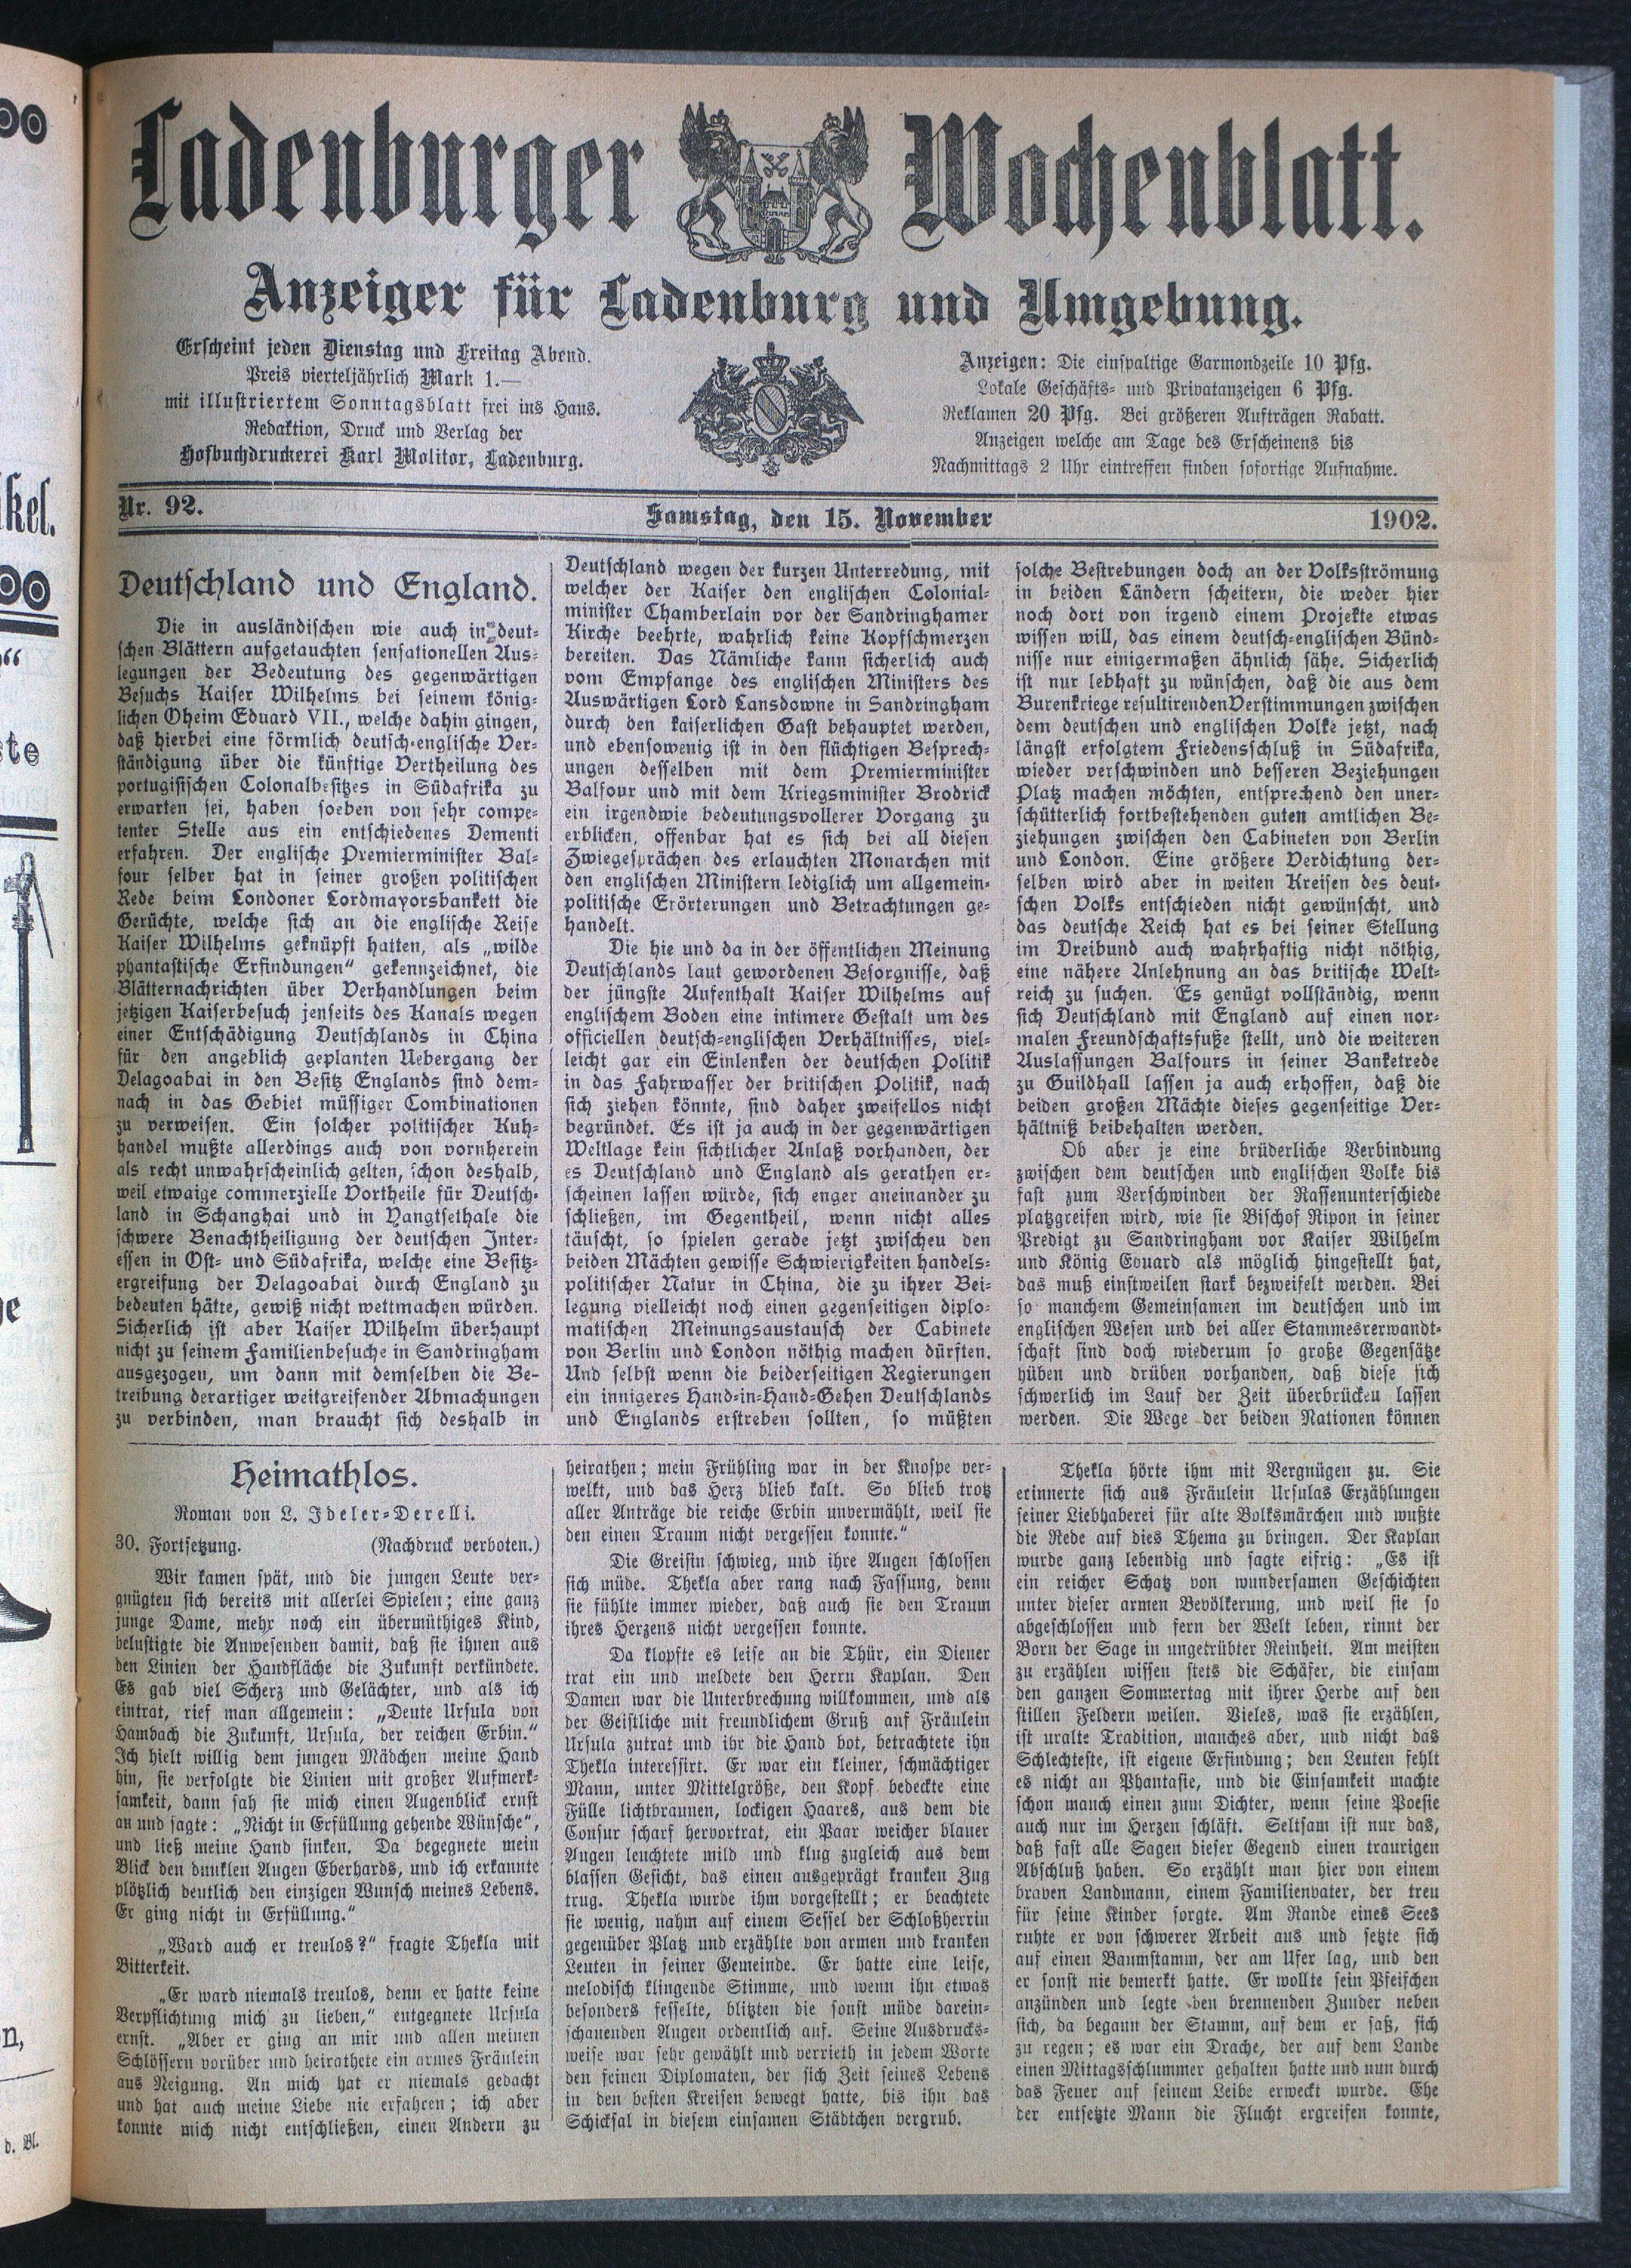 Ladenburger Wochenblatt.
Anzeiger für Ladenburg und Umgebung.
Erscheint jeden Dienstag und Freitag Abend.
Preis vierteljährlich Mark 1.—
mit illustriertem Sonntagsblatt frei ins Haus.
Redaktion, Druck und Verlag der
Hofbuchdruckerei Karl Molitor, Ladenburg.
Anzeigen: Die einspaltige Garmondzeile 10 Pfg.
Lokale Geschäfts- und Privatanzeigen 6 Pfg.
Reklamen 20 Pfg. Bei größeren Aufträgen Rabatt.
Anzeigen welche am Tage des Erscheinens bis
Nachmittags 2 Uhr eintreffen finden sofortige Aufnahme.
Nr. 92.
Samstag, den 15. November
1902.
Deutschland und England.
Die in ausländischen wie auch in deut-
schen Blättern aufgetauchten sensationellen Aus-
legungen der Bedeutung des gegenwärtigen
Besuchs Kaiser Wilhelms bei seinem könig-
lichen Oheim Eduard VII., welche dahin gingen,
daß hierbei eine förmlich deutsch-englische Ver-
ständigung über die künftige Vertheilung des
portugisischen Colonalbesitzes in Südafrika zu
erwarten sei, haben soeben von sehr compe-
tenter Stelle aus ein entschiedenes Dementi
erfahren. Der englische Premierminister Bal-
four selber hat in seiner großen politischen
Rede beim Londoner Lordmayorsbankett die
Gerüchte, welche sich an die englische Reise
Kaiser Wilhelms geknüpft hatten, als „wilde
phantastische Erfindungen“ gekennzeichnet, die
Blätternachrichten über Verhandlungen beim
jetzigen Kaiserbesuch jenseits des Kanals wegen
einer Entschädigung Deutschlands in China
für den angeblich geplanten Uebergang der
Delagoabai in den Besitz Englands sind dem-
nach in das Gebiet müssiger Combinationen
zu verweisen. Ein solcher politischer Kuh-
handel mußte allerdings auch von vornherein
als recht unwahrscheinlich gelten, schon deshalb,
weil etwaige commerzielle Vortheile für Deutsch-
land in Schanghai und in Yangtsethale die
schwere Benachtheiligung der deutschen Inter-
essen in Ost- und Südafrika, welche eine Besitz-
ergreifung der Delagoabai durch England zu
bedeuten hätte, gewiß nicht wettmachen würden.
Sicherlich ist aber Kaiser Wilhelm überhaupt
nicht zu seinem Familienbesuche in Sandringham
ausgezogen, um dann mit demselben die Be-
treibung derartiger weitgreifender Abmachungen
zu verbinden, man braucht sich deshalb in
Deutschland wegen der kurzen Unterredung, mit
welcher der Kaiser den englischen Colonial-
minister Chamberlain vor der Sandringhamer
Kirche beehrte, wahrlich keine Kopfschmerzen
bereiten. Das Nämliche kann sicherlich auch
vom Empfange des englischen Ministers des
Auswärtigen Lord Lansdowne in Sandringham
durch den kaiserlichen Gast behauptet werden,
und ebensowenig ist in den flüchtigen Besprech-
ungen desselben mit dem Premierminister
Balfour und mit dem Kriegsminister Brodrick
ein irgendwie bedeutungsvollerer Vorgang zu
erblicken, offenbar hat es sich bei all diesen
Zwiegesprächen des erlauchten Monarchen mit
den englischen Ministern lediglich um allgemein-
politische Erörterungen und Betrachtungen ge-
handelt.
Die hie und da in der öffentlichen Meinung
Deutschlands laut gewordenen Besorgnisse, daß
der jüngste Aufenthalt Kaiser Wilhelms auf
englischem Boden eine intimere Gestalt um des
officiellen deutsch-englischen Verhältnisses, viel-
leicht gar ein Einlenken der deutschen Politik
in das Fahrwasser der britischen Politik, nach
sich ziehen könnte, sind daher zweifellos nicht
begründet. Es ist ja auch in der gegenwärtigen
Weltlage kein sichtlicher Anlaß vorhanden, der
es Deutschland und England als gerathen er-
scheinen lassen würde, sich enger aneinander zu
schließen, im Gegentheil, wenn nicht alles
täuscht, so spielen gerade jetzt zwischeu den
beiden Mächten gewisse Schwierigkeiten handels-
politischer Natur in China, die zu ihrer Bei-
legung vielleicht noch einen gegenseitigen diplo-
matischen Meinungsaustausch der Cabinete
von Berlin und London nöthig machen dürften.
Und selbst wenn die beiderseitigen Regierungen
ein innigeres Hand-in-Hand-Gehen Deutschlands
und Englands erstreben sollten, so müßten
solche Bestrebungen doch an der Volksströmung
in beiden Ländern scheitern, die weder hier
noch dort von irgend einem Projekte etwas
wissen will, das einem deutsch-englischen Bünd-
nisse nur einigermaßen ähnlich sähe. Sicherlich
ist nur lebhaft zu wünschen, daß die aus dem
Burenkriege resultirenden Verstimmungen zwischen
dem deutschen und englischen Volke jetzt, nach
längst erfolgtem Friedensschluß in Südafrika,
wieder verschwinden und besseren Beziehungen
Platz machen möchten, entsprechend den uner-
schütterlich fortbestehenden guten amtlichen Be-
ziehungen zwischen den Cabineten von Berlin
und London. Eine größere Verdichtung der-
selben wird aber in weiten Kreisen des deut-
schen Volks entschieden nicht gewünscht, und
das deutsche Reich hat es bei seiner Stellung
im Dreibund auch wahrhaftig nicht nöthig,
eine nähere Anlehnung an das britische Welt-
reich zu suchen. Es genügt vollständig, wenn
sich Deutschland mit England auf einen nor-
malen Freundschaftsfuße stellt, und die weiteren
Auslassungen Balfours in seiner Banketrede
zu Guildhall lassen ja auch erhoffen, daß die
beiden großen Mächte dieses gegenseitige Ver-
hältniß beibehalten werden.
Ob aber je eine brüderliche Verbindung
zwischen dem deutschen und englischen Volke bis
fast zum Verschwinden der Rassenunterschiede
platzgreifen wird, wie sie Bischof Ripon in seiner
Predigt zu Sandringham vor Kaiser Wilhelm
und König Eduard als möglich hingestellt hat,
das muß einstweilen stark bezweifelt werden. Bei
so manchem Gemeinsamen im deutschen und im
englischen Wesen und bei aller Stammesverwandt-
schaft sind doch wiederum so große Gegensätze
hüben und drüben vorhanden, daß diese sich
schwerlich im Lauf der Zeit überbrücken lassen
werden. Die Wege der beiden Nationen können
Heimathlos.
Roman von L. Ideler-Derelli.
30. Fortsetzung. (Nachdruck verboten.)
Wir kamen spät, und die jungen Leute ver-
gnügten sich bereits mit allerlei Spielen; eine ganz
junge Dame, mehr noch ein übermüthiges Kind,
belustigte die Anwesenden damit, daß sie ihnen aus
den Linien der Handfläche die Zukunft verkündete.
Es gab viel Scherz und Gelächter, und als ich
eintrat, rief man allgemein: „Deute Ursula von
Hambach die Zukunft, Ursula, der reichen Erbin.“
Ich hielt willig dem jungen Mädchen meine Hand
hin, sie verfolgte die Linien mit großer Aufmerk-
samkeit, dann sah sie mich einen Augenblick ernst
an und sagte: „Nicht in Erfüllung gehende Wünsche“,
und ließ meine Hand sinken. Da begegnete mein
Blick den dunklen Augen Eberhards, und ich erkannte
plötzlich deutlich den einzigen Wunsch meines Lebens.
Er ging nicht in Erfüllung.“
„Ward auch er treulos?“ fragte Thekla mit
Bitterkeit.
„Er ward niemals treulos, denn er hatte keine
Verpflichtung mich zu lieben,“ entgegnete Ursula
ernst. „Aber er ging an mir und allen meinen
Schlössern vorüber und heirathete ein armes Fräulein
aus Neigung. An mich hat er niemals gedacht
und hat auch meine Liebe nie erfahren; ich aber
konnte mich nicht entschließen, einen Andern zu
heirathen; mein Frühling war in der Knospe ver-
welkt, und das Herz blieb kalt. So blieb trotz
aller Anträge die reiche Erbin unvermählt, weil sie
den einen Traum nicht vergessen konnte.“
Die Greisin schwieg, und ihre Augen schlossen
sich müde. Thekla aber rang nach Fassung, denn
sie fühlte immer wieder, daß auch sie den Traum
ihres Herzens nicht vergessen konnte.
Da klopfte es leise an die Thür, ein Diener
trat ein und meldete den Herrn Kaplan. Den
Damen war die Unterbrechung willkommen, und als
der Geistliche mit freundlichem Gruß auf Fräulein
Ursula zutrat und ihr die Hand bot, betrachtete ihn
Thekla interessirt. Er war ein kleiner, schmächtiger
Mann, unter Mittelgröße, den Kopf bedeckte eine
Fülle lichtbraunen, lockigen Haares, aus dem die
Tonsur scharf hervortrat, ein Paar weicher blauer
Augen leuchtete mild und klug zugleich aus dem
blassen Gesicht, das einen ausgeprägt kranken Zug
trug. Thekla wurde ihm vorgestellt; er beachtete
sie wenig, nahm auf einem Sessel der Schloßherrin
gegenüber Platz und erzählte von armen und kranken
Leuten in seiner Gemeinde. Er hatte eine leise,
melodisch klingende Stimme, und wenn ihn etwas
besonders fesselte, blitzten die sonst müde darein-
schauenden Augen ordentlich auf. Seine Ausdrucks-
weise war sehr gewählt und verrieth in jedem Worte
den feinen Diplomaten, der sich Zeit seines Lebens
in den besten Kreisen bewegt hatte, bis ihn das
Schicksal in diesem einsamen Städtchen vergrub.
Thekla hörte ihm mit Vergnügen zu. Sie
erinnerte sich aus Fräulein Ursulas Erzählungen
seiner Liebhaberei für alte Volksmärchen und wußte
die Rede auf dies Thema zu bringen. Der Kaplan
wurde ganz lebendig und sagte eifrig: „Es ist
ein reicher Schatz von wundersamen Geschichten
unter dieser armen Bevölkerung, und weil sie so
abgeschlossen und fern der Welt leben, rinnt der
Born der Sage in ungetrübter Reinheit. Am meisten
zu erzählen wissen stets die Schäfer, die einsam
den ganzen Sommertag mit ihrer Herde auf den
stillen Feldern weilen. Vieles, was sie erzählen,
ist uralte Tradition, manches aber, und nicht das
Schlechteste, ist eigene Erfindung; den Leuten fehlt
es nicht an Phantasie, und die Einsamkeit machte
schon manch einen zum Dichter, wenn seine Poesie
auch nur im Herzen schläft. Seltsam ist nur das,
daß fast alle Sagen dieser Gegend einen traurigen
Abschluß haben. So erzählt man hier von einem
braven Landmann, einem Familienvater, der treu
für seine Kinder sorgte. Am Rande eines Sees
ruhte er von schwerer Arbeit aus und setzte sich
auf einen Baumstamm, der am Ufer lag, und den
er sonst nie bemerkt hatte. Er wollte sein Pfeifchen
anzünden und legte den brennenden Zunder neben
sich, da begann der Stamm, auf dem er saß, sich
zu regen; es war ein Drache, der auf dem Lande
einen Mittagsschlummer gehalten hatte und nun durch
das Feuer auf seinem Leibe erweckt wurde. Ehe
der entsetzte Mann die Flucht ergreifen konnte,